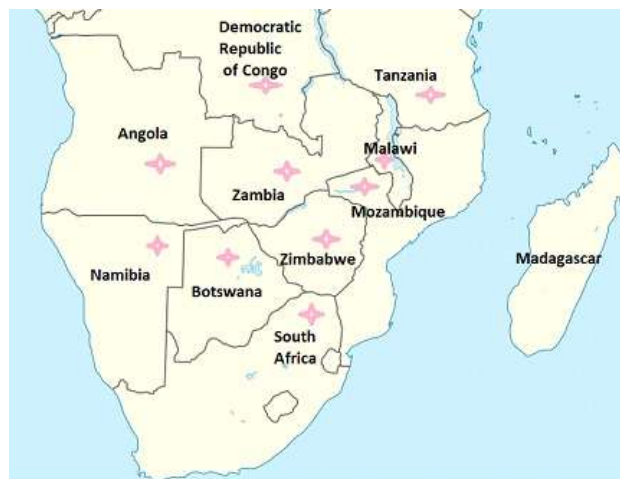 Democratic
Republic
of Congo
Tanzania
Angola
Malawi
Zambia
Mozambique
Namibia
Botswana
Zimbabwe
Madagascar
South
Africa